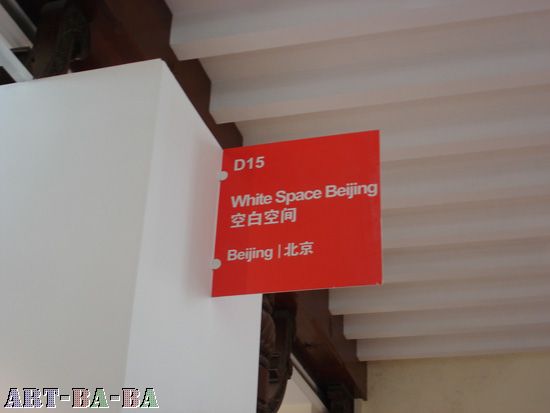 D15
White Space Beijing
空白空间
Beijing | 北京
ART-BA-BA